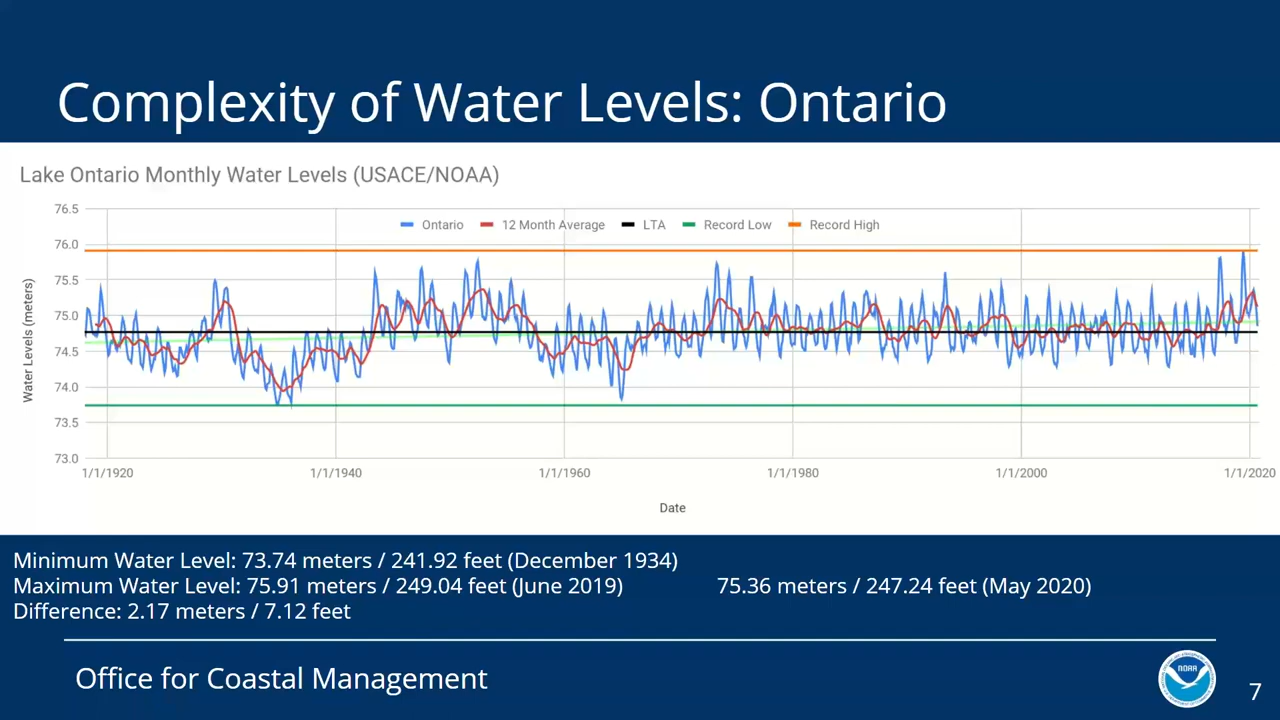 Complexity of Water Levels: Ontario
Lake Ontario Monthly Water Levels (USACE/NOAA)
Ontario 12 Month Average LTA Record Low Record High
76.5
76.0
75.5
75.0
74.5
74.0
73.5
73.0
Water Levels (meters)
1/1/1920 1/1/1940 1/1/1960 1/1/1980 1/1/2000 1/1/2020
Date
Minimum Water Level: 73.74 meters / 241.92 feet (December 1934)
Maximum Water Level: 75.91 meters / 249.04 feet (June 2019) 75.36 meters / 247.24 feet (May 2020)
Difference: 2.17 meters / 7.12 feet
Office for Coastal Management
NOAA
7